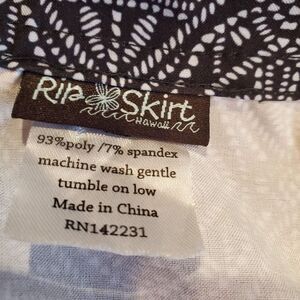 Rip Skirt
Hawaii
93%poly /7% spandex
machine wash gentle
tumble on low
Made in China
RN142231